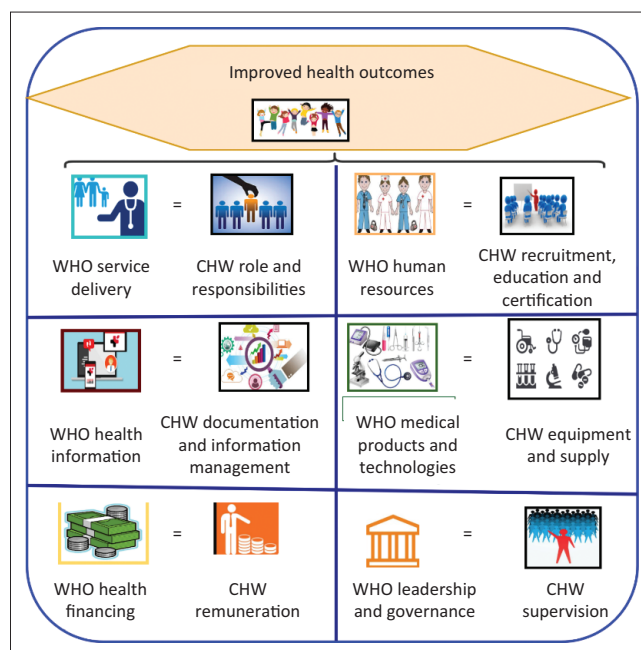 Improved health outcomes
= =
WHO service
delivery
CHW role and
responsibilities
WHO human
resources
CHW recruitment,
education and
certification
= =
WHO health
information
CHW documentation
and information
management
WHO medical
products and
technologies
CHW equipment
and supply
= =
WHO health
financing
CHW
remuneration
WHO leadership
and governance
CHW
supervision